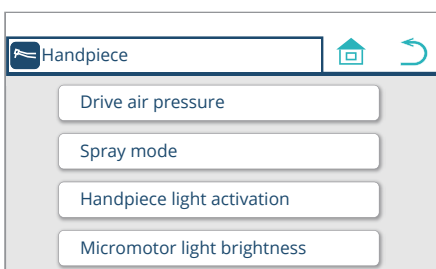 Handpiece
Drive air pressure
Spray mode
Handpiece light activation
Micromotor light brightness